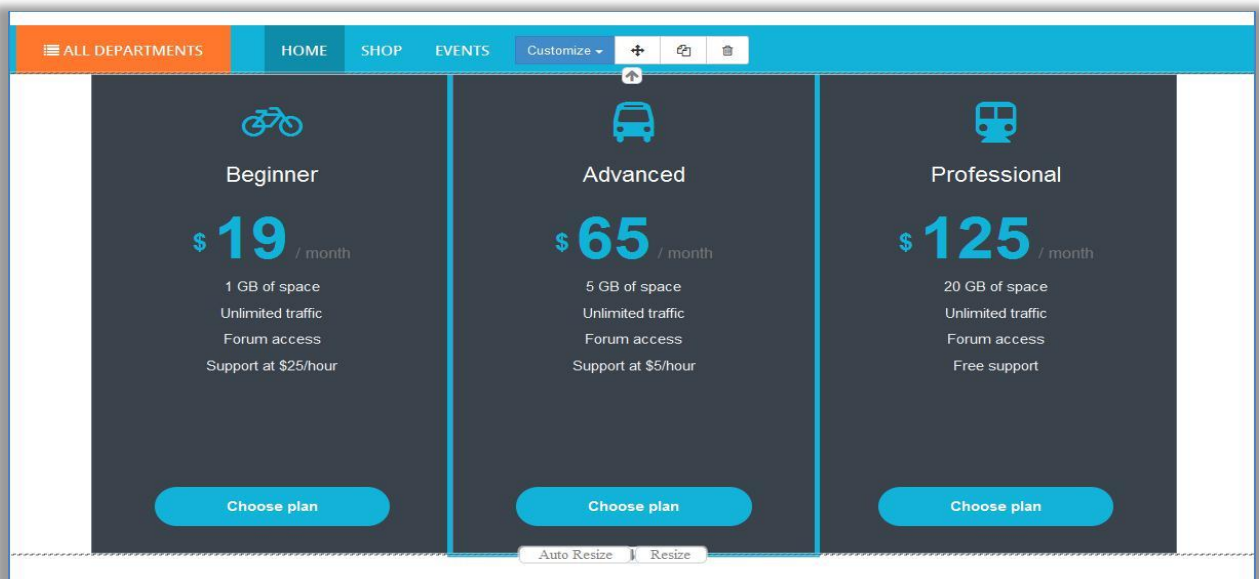 ALL DEPARTMENTS HOME SHOP EVENTS Customize
Beginner
$ 19 / month
1 GB of space
Unlimited traffic
Forum access
Support at $25/hour
Choose plan
Advanced
$ 65 / month
5 GB of space
Unlimited traffic
Forum access
Support at $5/hour
Choose plan
Professional
$ 125 / month
20 GB of space
Unlimited traffic
Forum access
Free support
Choose plan
Auto Resize Resize